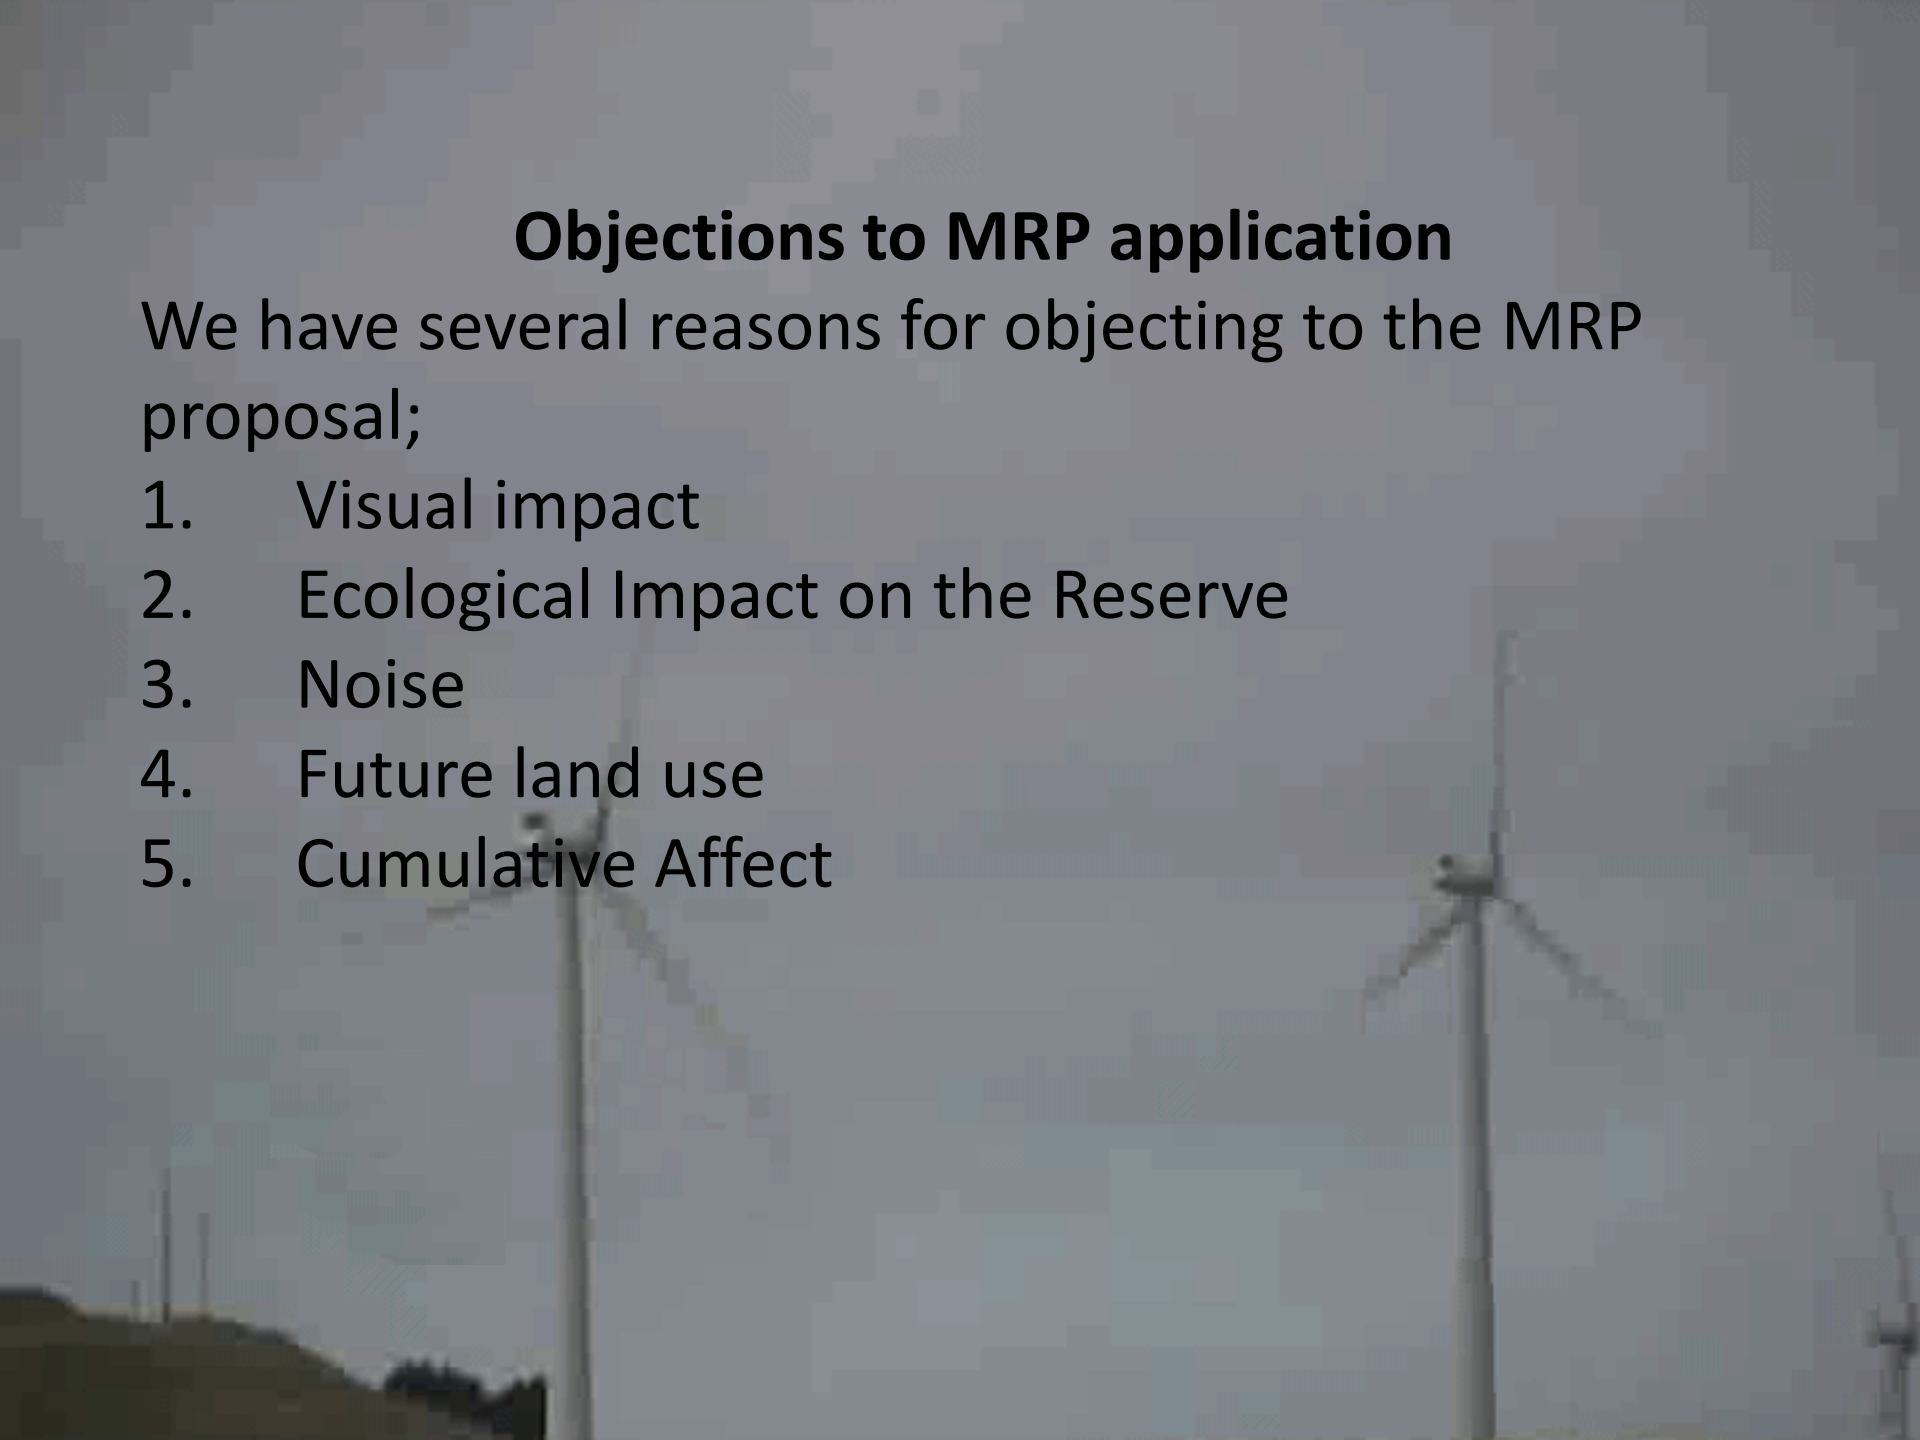 Objections to MRP application
We have several reasons for objecting to the MRP
proposal;
1. Visual impact
2. Ecological Impact on the Reserve
3. Noise
4. Future land use
5. Cumulative Affect